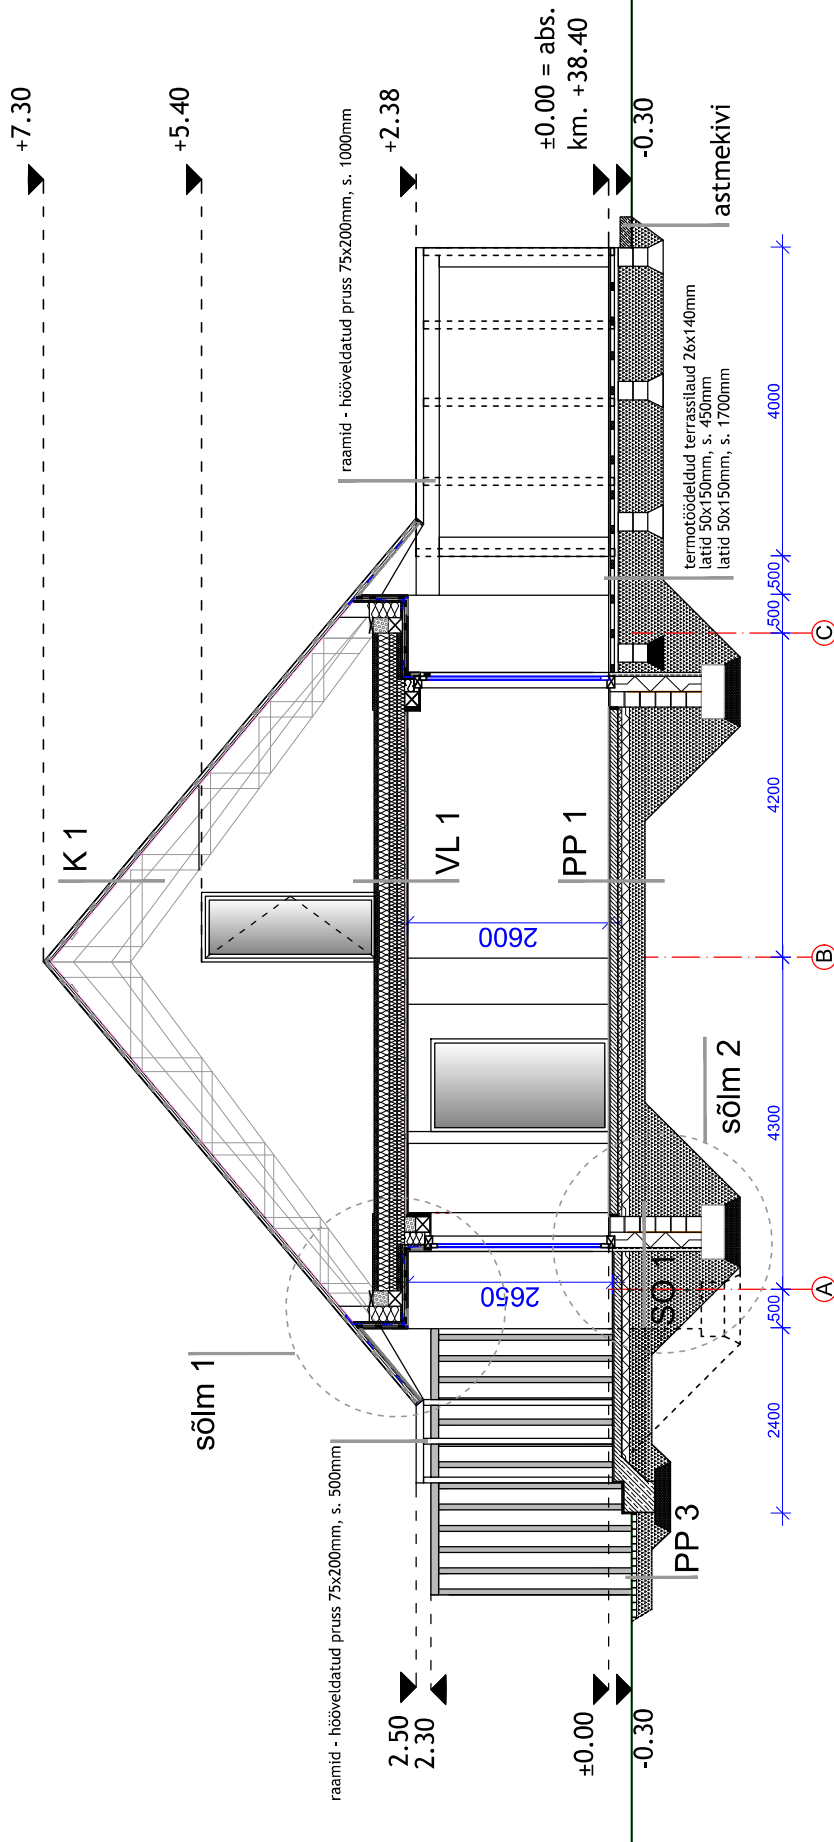 +7.30
+5.40
+2.38
±0.00 = abs.
km. +38.40
-0.30
raamid - hööveldatud pruss 75x200mm, s. 1000mm
astmekivi
termotöödeldud terrassilaud 26x140mm
latid 50x150mm, s. 450mm
latid 50x150mm, s. 1700mm
K 1
VL 1
PP 1
2600
2650
sõlm 1
sõlm 2
SO 1
PP 3
raamid - hööveldatud pruss 75x200mm, s. 500mm
2.50
2.30
±0.00
-0.30
2400
500
4300
4200
500
500
4000
A
B
C